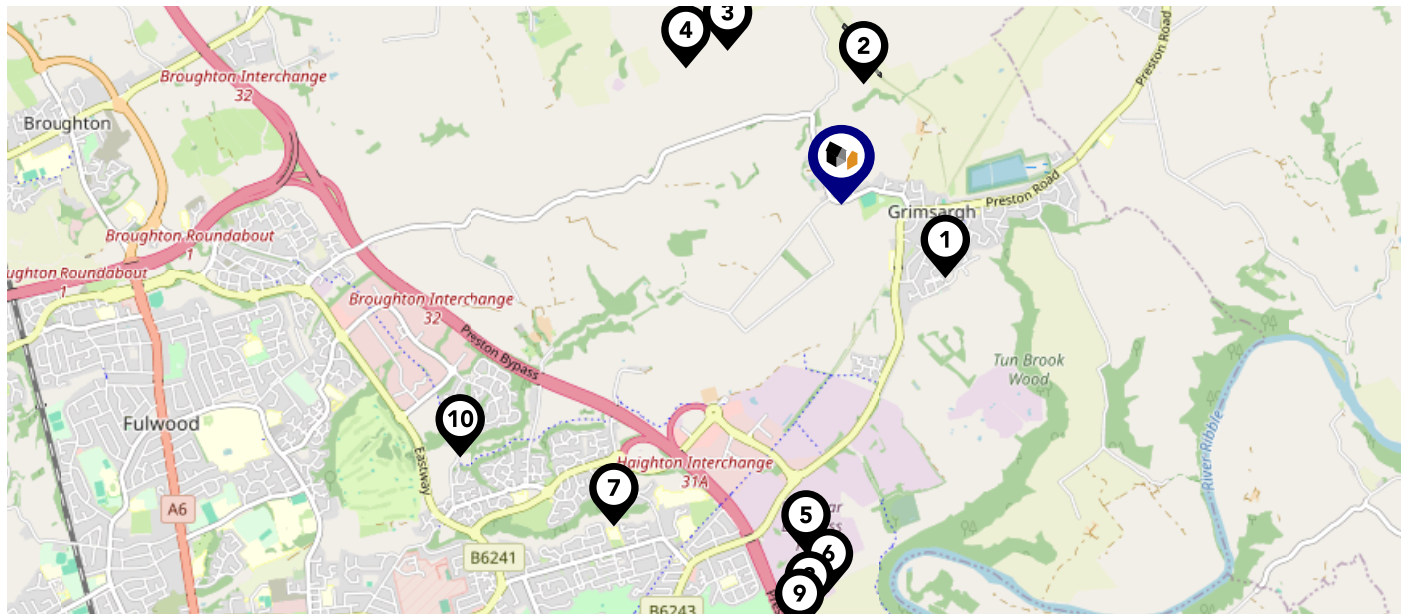 4
3
2
Preston Road
Broughton Interchange
32
Broughton
Grimsargh
Preston Road
1
Broughton Roundabout
1
ughton Roundabout
1
Broughton Interchange
32
Preston Bypass
Tun Brook
Wood
River Ribble
10
Fulwood
Eastway
Haighton Interchange
31A
7
A6
5
6
B6241
9
B6243